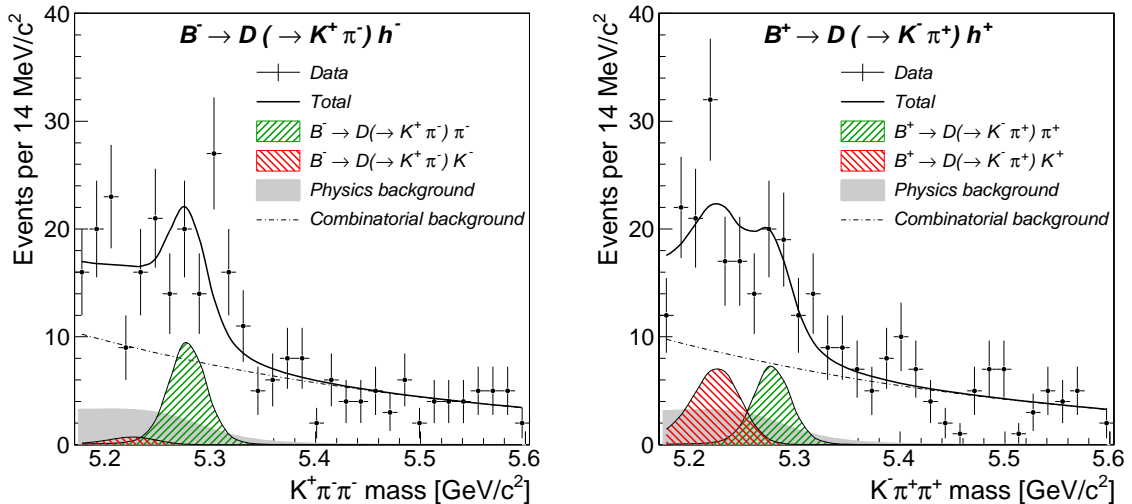 Events per 14 MeV/c²
40
30
20
10
0
B⁻ → D (→ K⁺ π⁻) h⁻
Data
Total
B⁻ → D(→ K⁺ π⁻) π⁻
B⁻ → D(→ K⁺ π⁻) K⁻
Physics background
Combinatorial background
5.2 5.3 5.4 5.5 5.6
K⁺π⁻π⁻ mass [GeV/c²]
Events per 14 MeV/c²
40
30
20
10
0
B⁺ → D (→ K⁻ π⁺) h⁺
Data
Total
B⁺ → D(→ K⁻ π⁺) π⁺
B⁺ → D(→ K⁻ π⁺) K⁺
Physics background
Combinatorial background
5.2 5.3 5.4 5.5 5.6
K⁻π⁺π⁺ mass [GeV/c²]